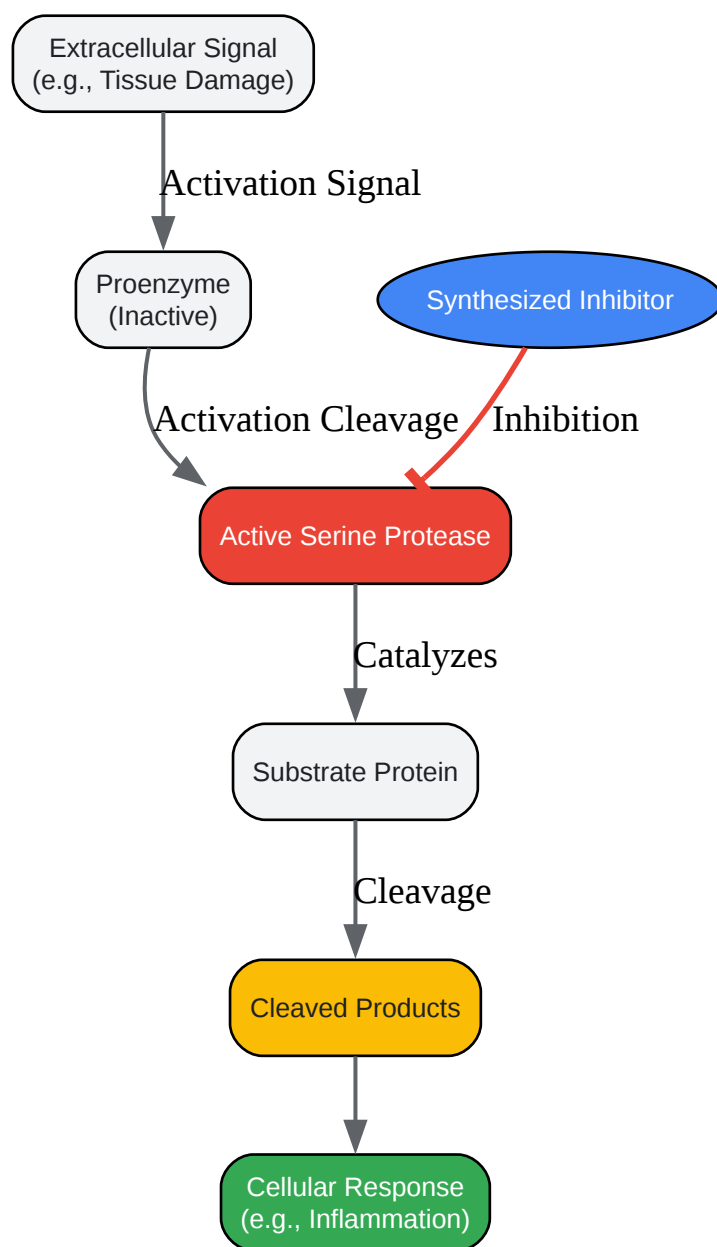 Extracellular Signal
(e.g., Tissue Damage)
Activation Signal
Proenzyme
(Inactive)
Synthesized Inhibitor
Activation Cleavage
Inhibition
Active Serine Protease
Catalyzes
Substrate Protein
Cleavage
Cleaved Products
Cellular Response
(e.g., Inflammation)